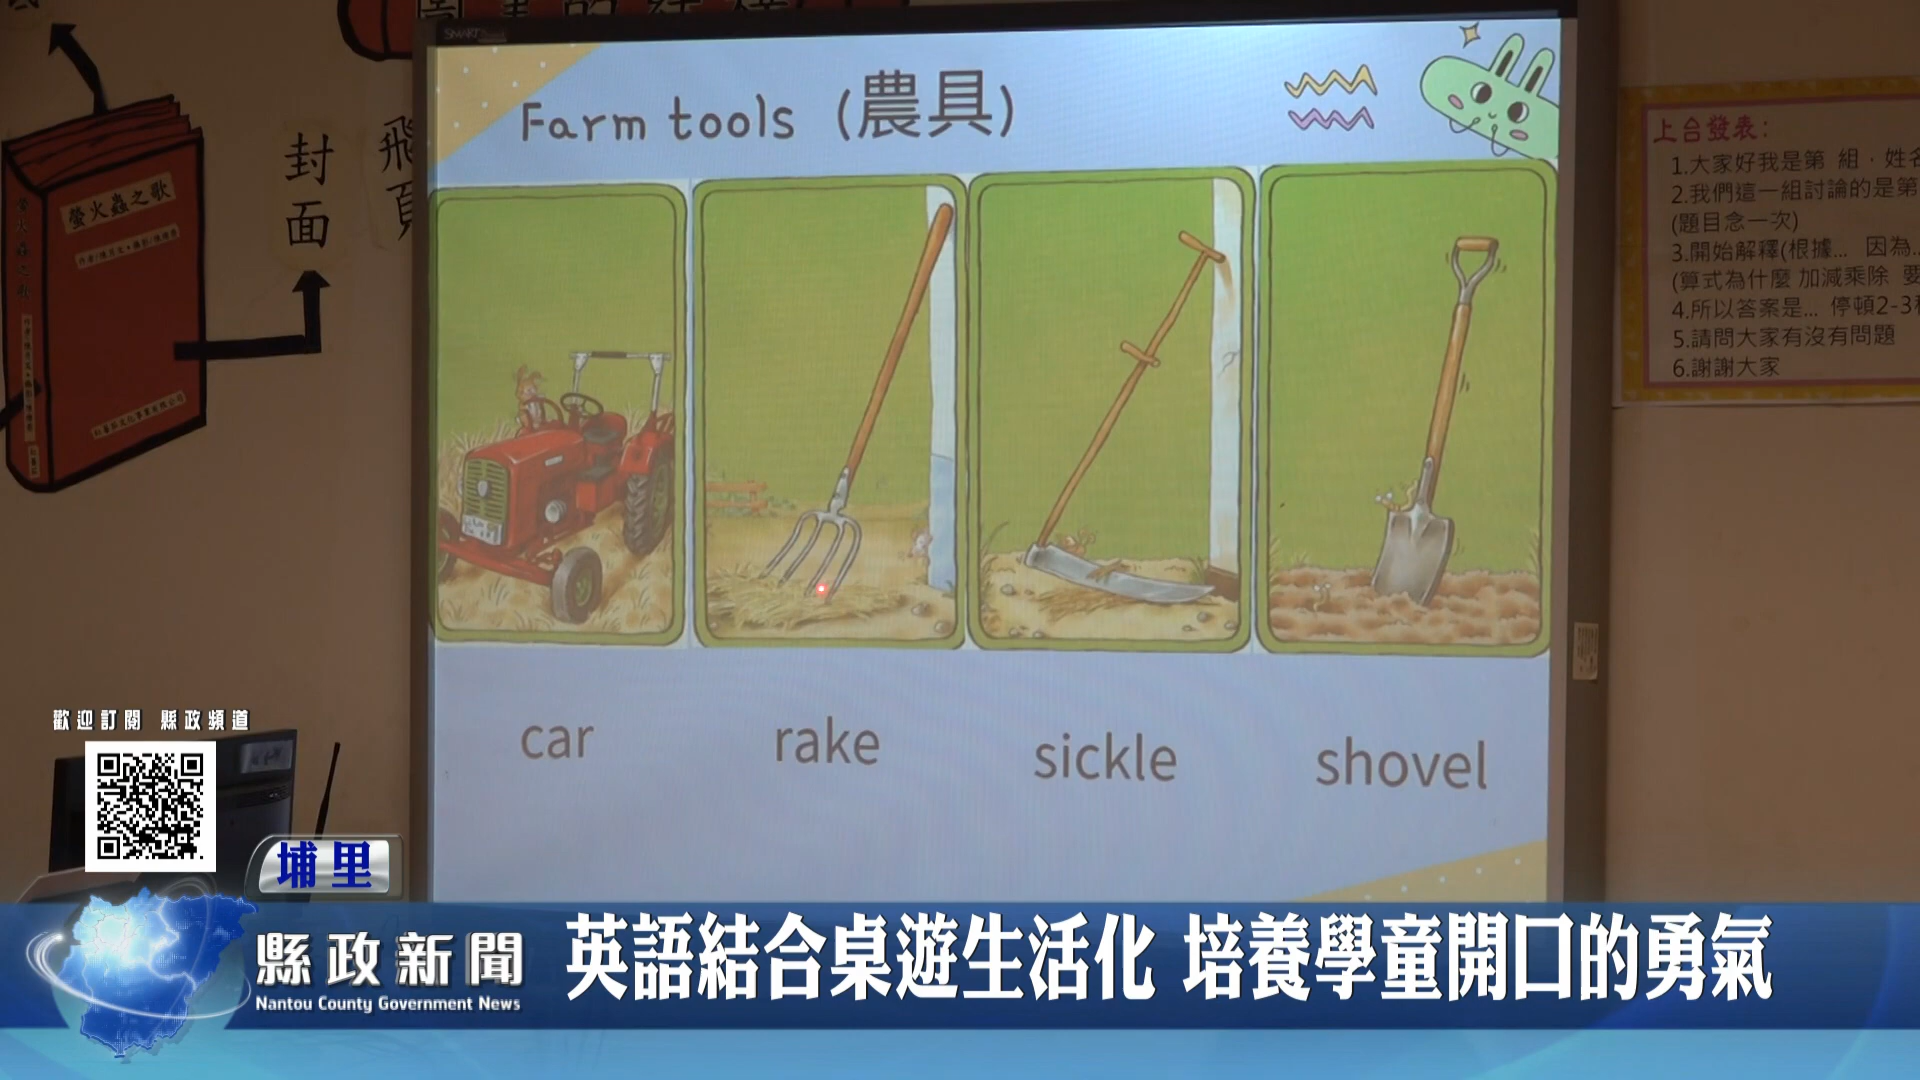 SMART
Farm tools (農具)
car
rake
sickle
shovel
封面
飛頁
螢火蟲之歌
上台發表:
1.大家好我是第 組，姓名
2.我們這一組討論的是第
(題目念一次)
3.開始解釋(根據... 因為...
(算式為什麼 加減乘除 要
4.所以答案是... 停頓2-3秒
5.請問大家有沒有問題
6.謝謝大家
歡迎訂閱 縣政頻道
埔里
縣政新聞
Nantou County Government News
英語結合桌遊生活化 培養學童開口的勇氣